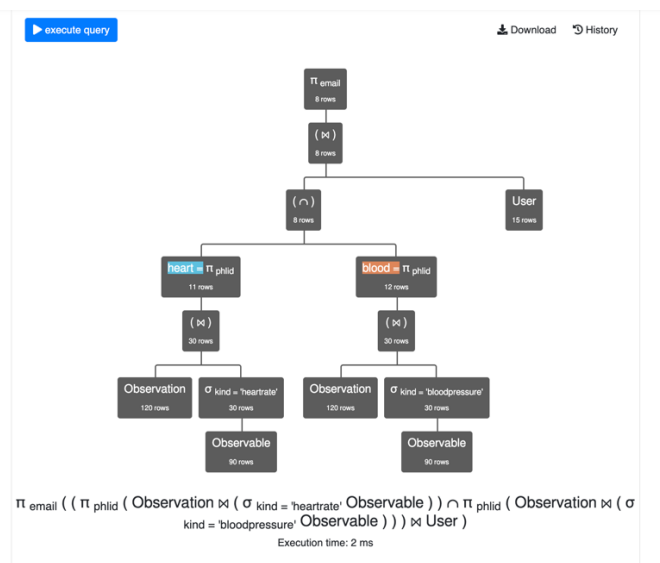 execute query
Download
History
π email
8 rows
( ⋈ )
8 rows
( ∩ )
8 rows
User
15 rows
heart = π phlid
11 rows
blood = π phlid
12 rows
( ⋈ )
30 rows
( ⋈ )
30 rows
Observation
120 rows
σ kind = 'heartrate'
30 rows
Observation
120 rows
σ kind = 'bloodpressure'
30 rows
Observable
90 rows
Observable
90 rows
π email ( ( π phlid ( Observation ⋈ ( σ kind = 'heartrate' Observable ) ) ∩ π phlid ( Observation ⋈ ( σ
kind = 'bloodpressure' Observable ) ) ) ⋈ User )
Execution time: 2 ms